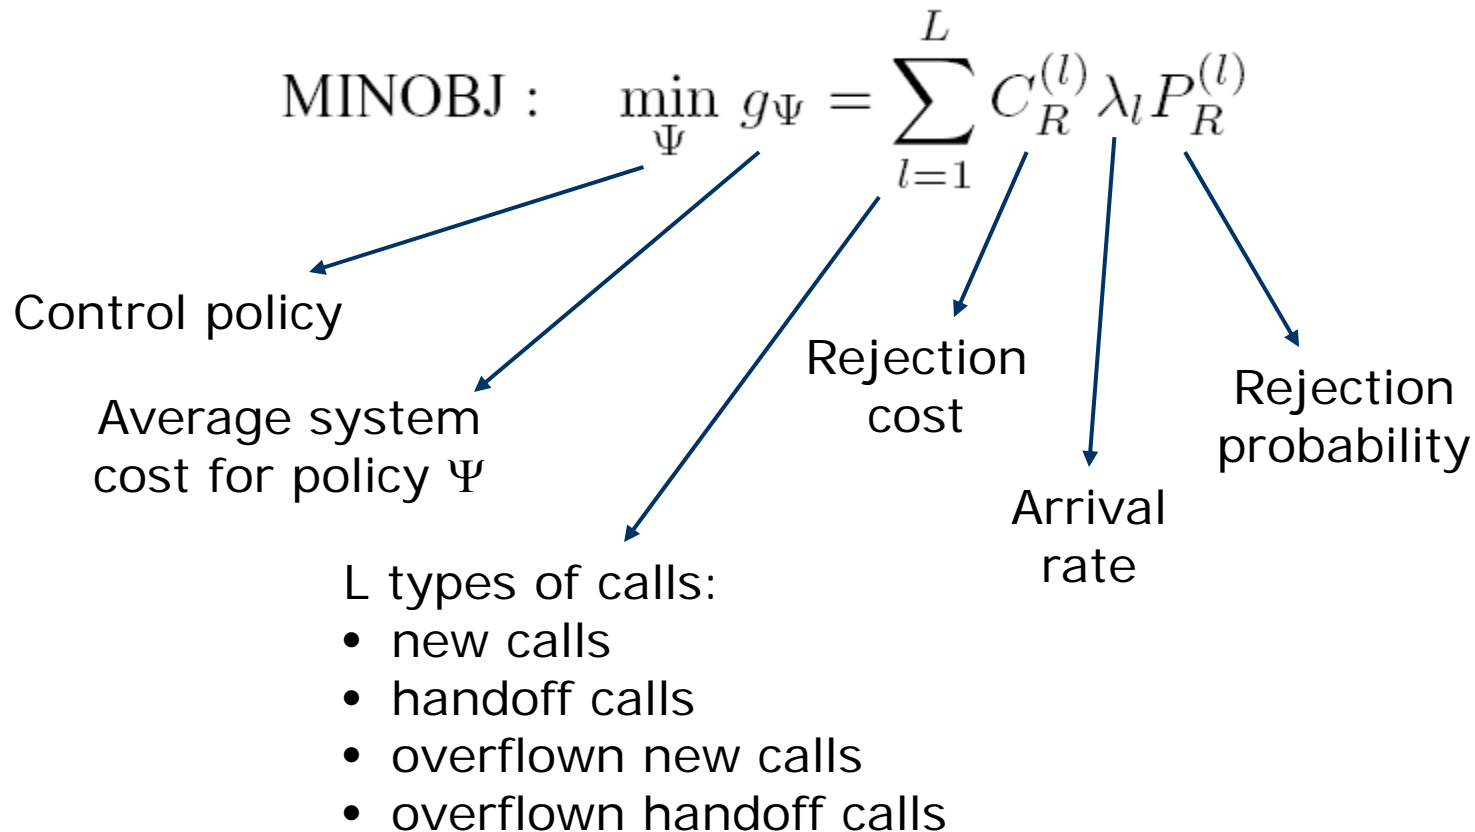 MINOBJ : min_Ψ g_Ψ = ∑_{l=1}^{L} C_R^{(l)} λ_l P_R^{(l)}
Control policy
Average system
cost for policy Ψ
Rejection
cost
Rejection
probability
Arrival
rate
L types of calls:
• new calls
• handoff calls
• overflown new calls
• overflown handoff calls